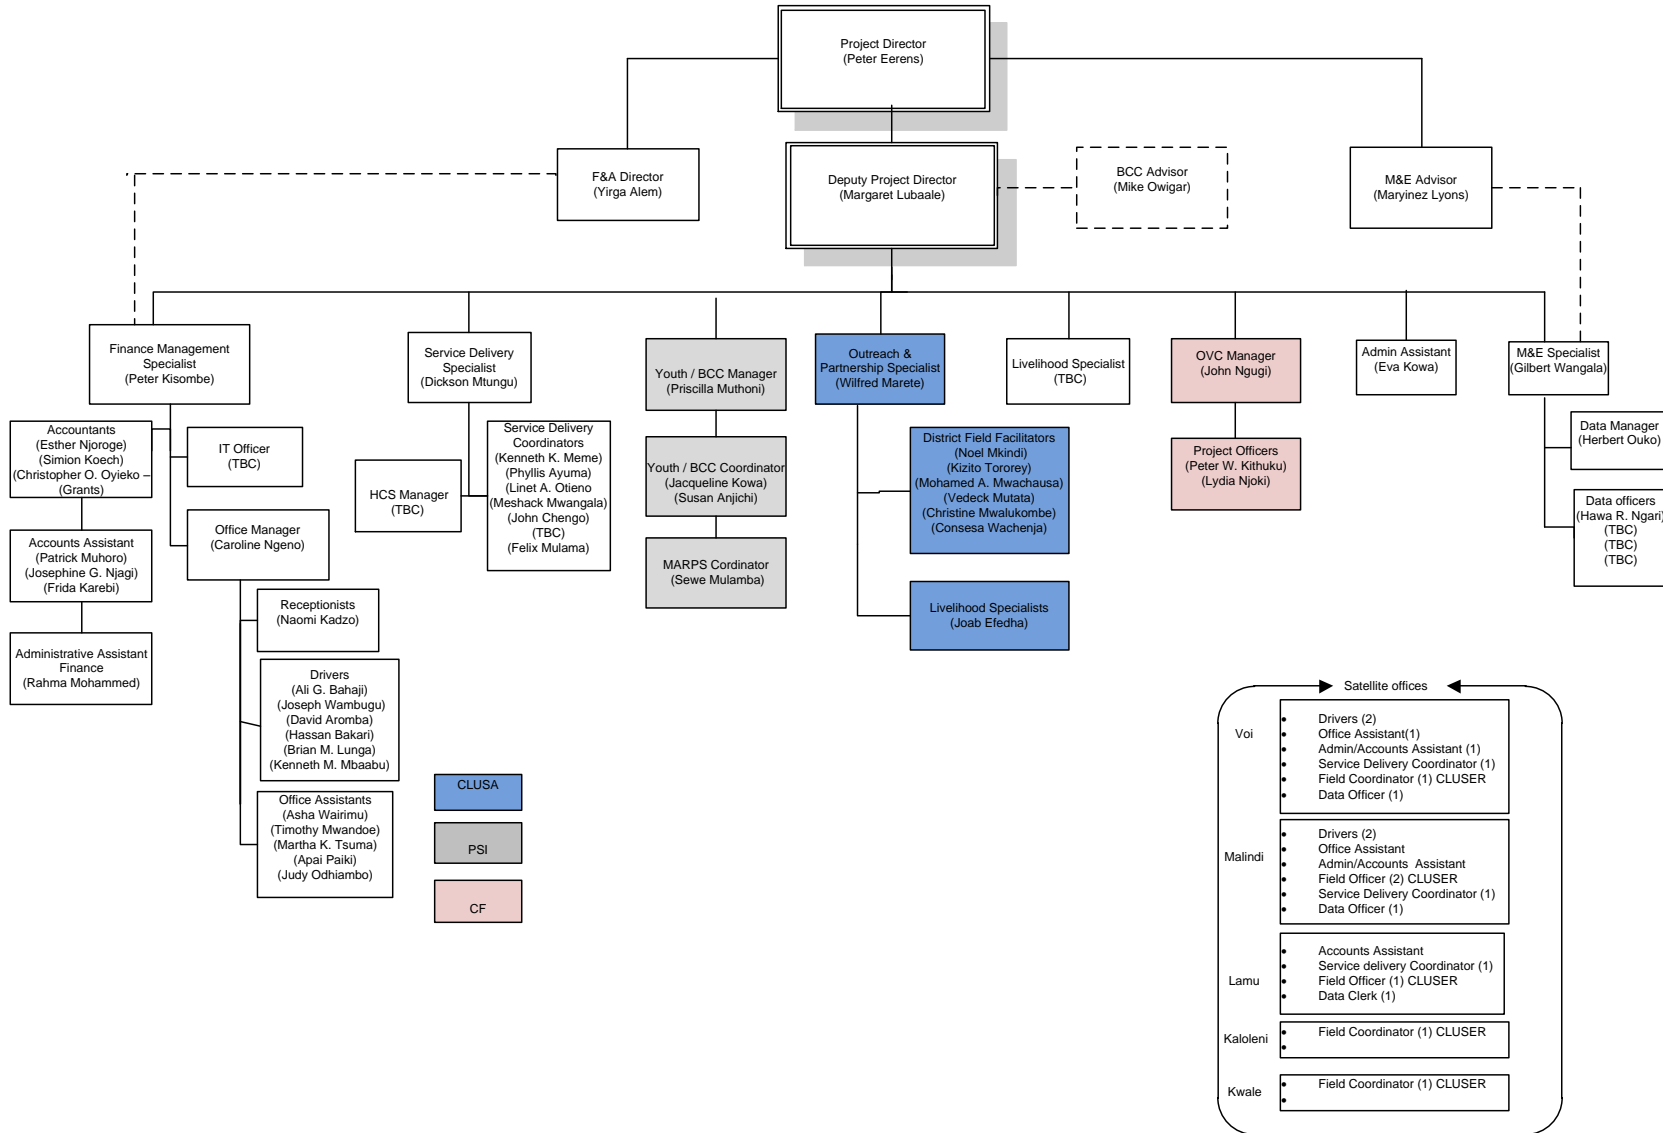 Project Director
(Peter Eerens)
F&A Director
(Yirga Alem)
Deputy Project Director
(Margaret Lubaale)
BCC Advisor
(Mike Owigar)
M&E Advisor
(Maryinez Lyons)
Finance Management
Specialist
(Peter Kisombe)
Service Delivery
Specialist
(Dickson Mtungu)
Youth / BCC Manager
(Priscilla Muthoni)
Outreach &
Partnership Specialist
(Wilfred Marete)
Livelihood Specialist
(TBC)
OVC Manager
(John Ngugi)
Admin Assistant
(Eva Kowa)
M&E Specialist
(Gilbert Wangala)
Accountants
(Esther Njoroge)
(Simion Koech)
(Christopher O. Oyieko –
(Grants)
IT Officer
(TBC)
HCS Manager
(TBC)
Service Delivery
Coordinators
(Kenneth K. Meme)
(Phyllis Ayuma)
(Linet A. Otieno
(Meshack Mwangala)
(John Chengo)
(TBC)
(Felix Mulama)
Youth / BCC Coordinator
(Jacqueline Kowa)
(Susan Anjichi)
District Field Facilitators
(Noel Mkindi)
(Kizito Tororey)
(Mohamed A. Mwachausa)
(Vedeck Mutata)
(Christine Mwalukombe)
(Consesa Wachenja)
Project Officers
(Peter W. Kithuku)
(Lydia Njoki)
Data Manager
(Herbert Ouko)
Data officers
(Hawa R. Ngari)
(TBC)
(TBC)
(TBC)
Accounts Assistant
(Patrick Muhoro)
(Josephine G. Njagi)
(Frida Karebi)
Office Manager
(Caroline Ngeno)
MARPS Cordinator
(Sewe Mulamba)
Livelihood Specialists
(Joab Efedha)
Administrative Assistant
Finance
(Rahma Mohammed)
Receptionists
(Naomi Kadzo)
Drivers
(Ali G. Bahaji)
(Joseph Wambugu)
(David Aromba)
(Hassan Bakari)
(Brian M. Lunga)
(Kenneth M. Mbaabu)
Office Assistants
(Asha Wairimu)
(Timothy Mwandoe)
(Martha K. Tsuma)
(Apai Paiki)
(Judy Odhiambo)
CLUSA
PSI
CF
Satellite offices
Voi
• Drivers (2)
• Office Assistant(1)
• Admin/Accounts Assistant (1)
• Service Delivery Coordinator (1)
• Field Coordinator (1) CLUSER
• Data Officer (1)
Malindi
• Drivers (2)
• Office Assistant
• Admin/Accounts Assistant
• Field Officer (2) CLUSER
• Service Delivery Coordinator (1)
• Data Officer (1)
Lamu
• Accounts Assistant
• Service delivery Coordinator (1)
• Field Officer (1) CLUSER
• Data Clerk (1)
Kaloleni
• Field Coordinator (1) CLUSER
•
Kwale
• Field Coordinator (1) CLUSER
•